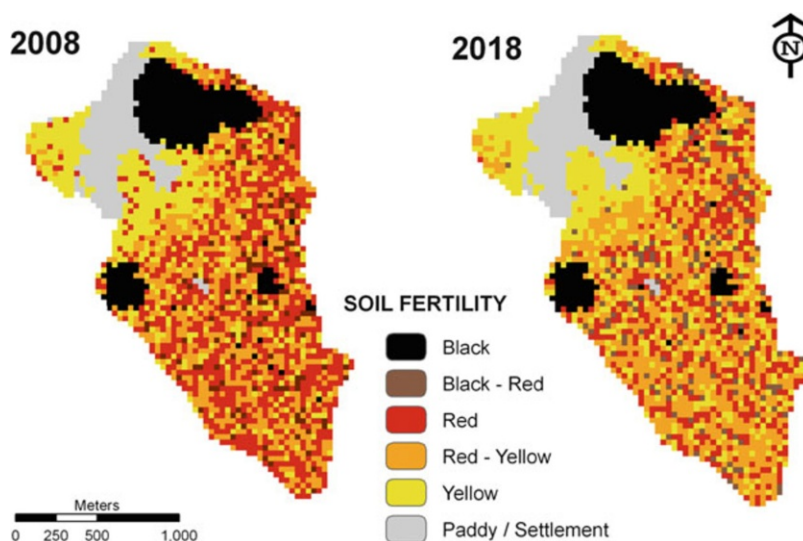 2008
2018
N
SOIL FERTILITY
Black
Black - Red
Red
Red - Yellow
Yellow
Paddy / Settlement
Meters
0 250 500 1.000